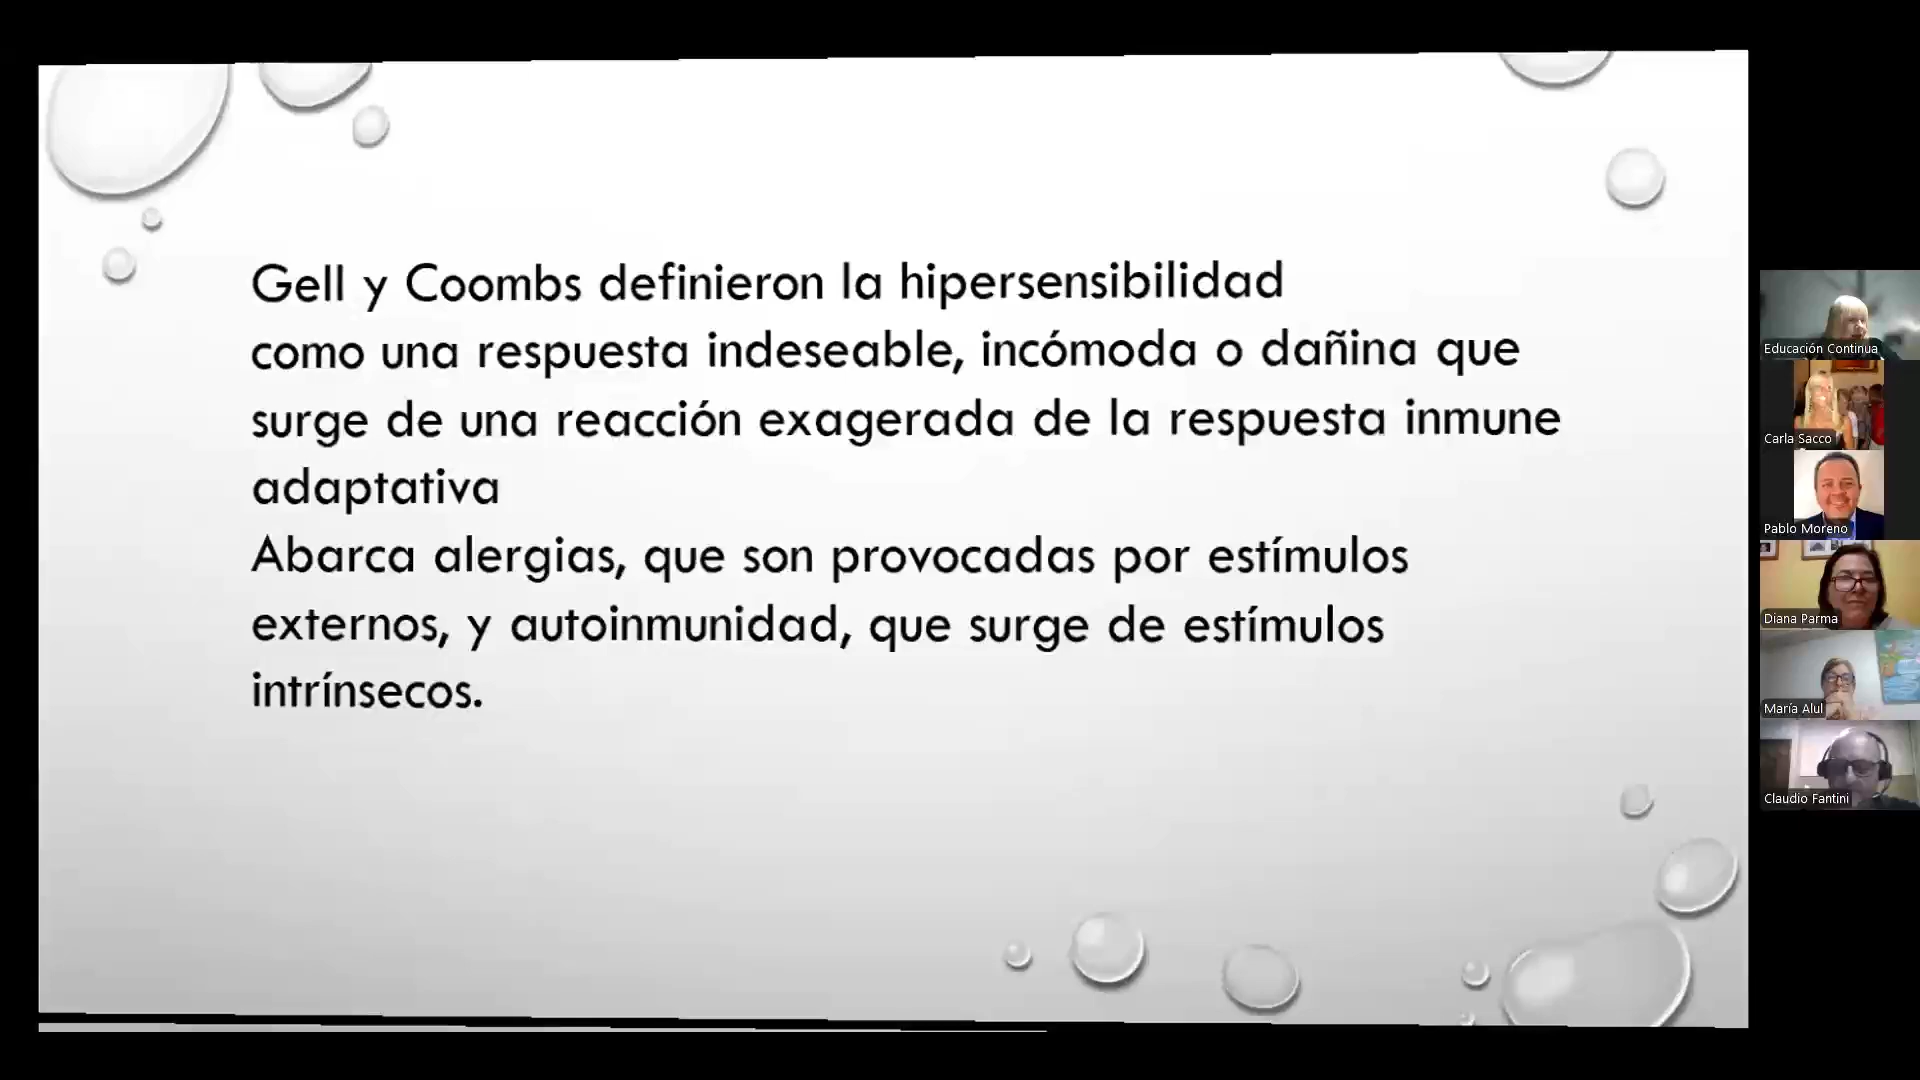 Gell y Coombs definieron la hipersensibilidad
como una respuesta indeseable, incómoda o dañina que
surge de una reacción exagerada de la respuesta inmune
adaptativa
Abarca alergias, que son provocadas por estímulos
externos, y autoinmunidad, que surge de estímulos
intrínsecos.
Educación Continua
Carla Sacco
Pablo Moreno
Diana Parma
María Alul
Claudio Fantini